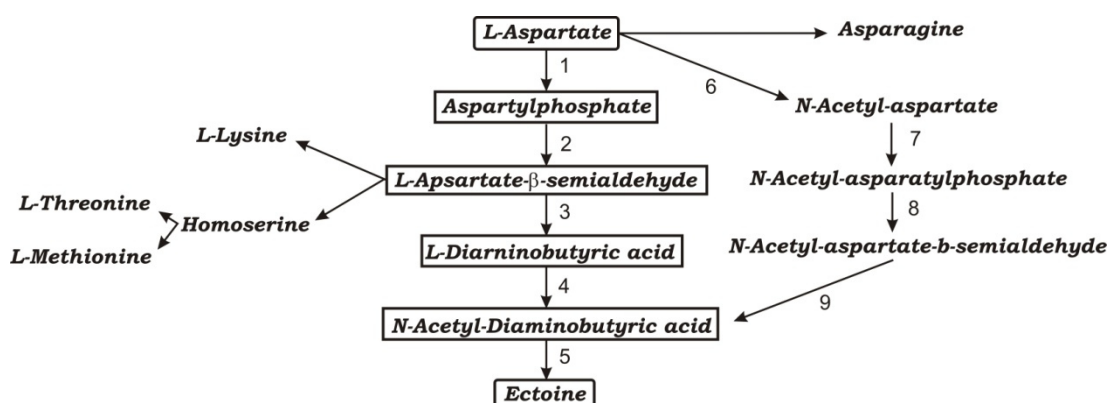 L-Aspartate
Asparagine
1
6
Aspartylphosphate
N-Acetyl-aspartate
2
7
L-Lysine
L-Apsartate-β-semialdehyde
N-Acetyl-asparatylphosphate
L-Threonine
Homoserine
3
8
L-Methionine
L-Diarninobutyric acid
N-Acetyl-aspartate-b-semialdehyde
4
9
N-Acetyl-Diaminobutyric acid
5
Ectoine